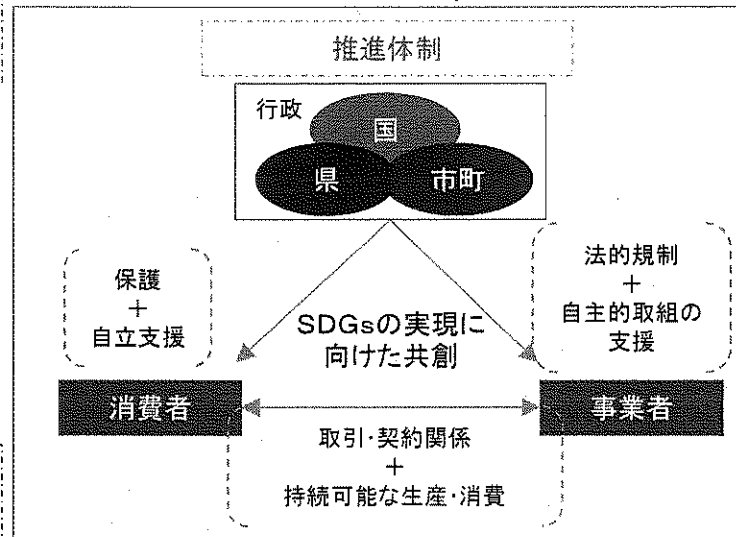 推進体制
行政
国
県
市町
保護
+
自立支援
法的規制
+
自主的取組の
支援
SDGsの実現に
向けた共創
消費者
事業者
取引・契約関係
+
持続可能な生産・消費